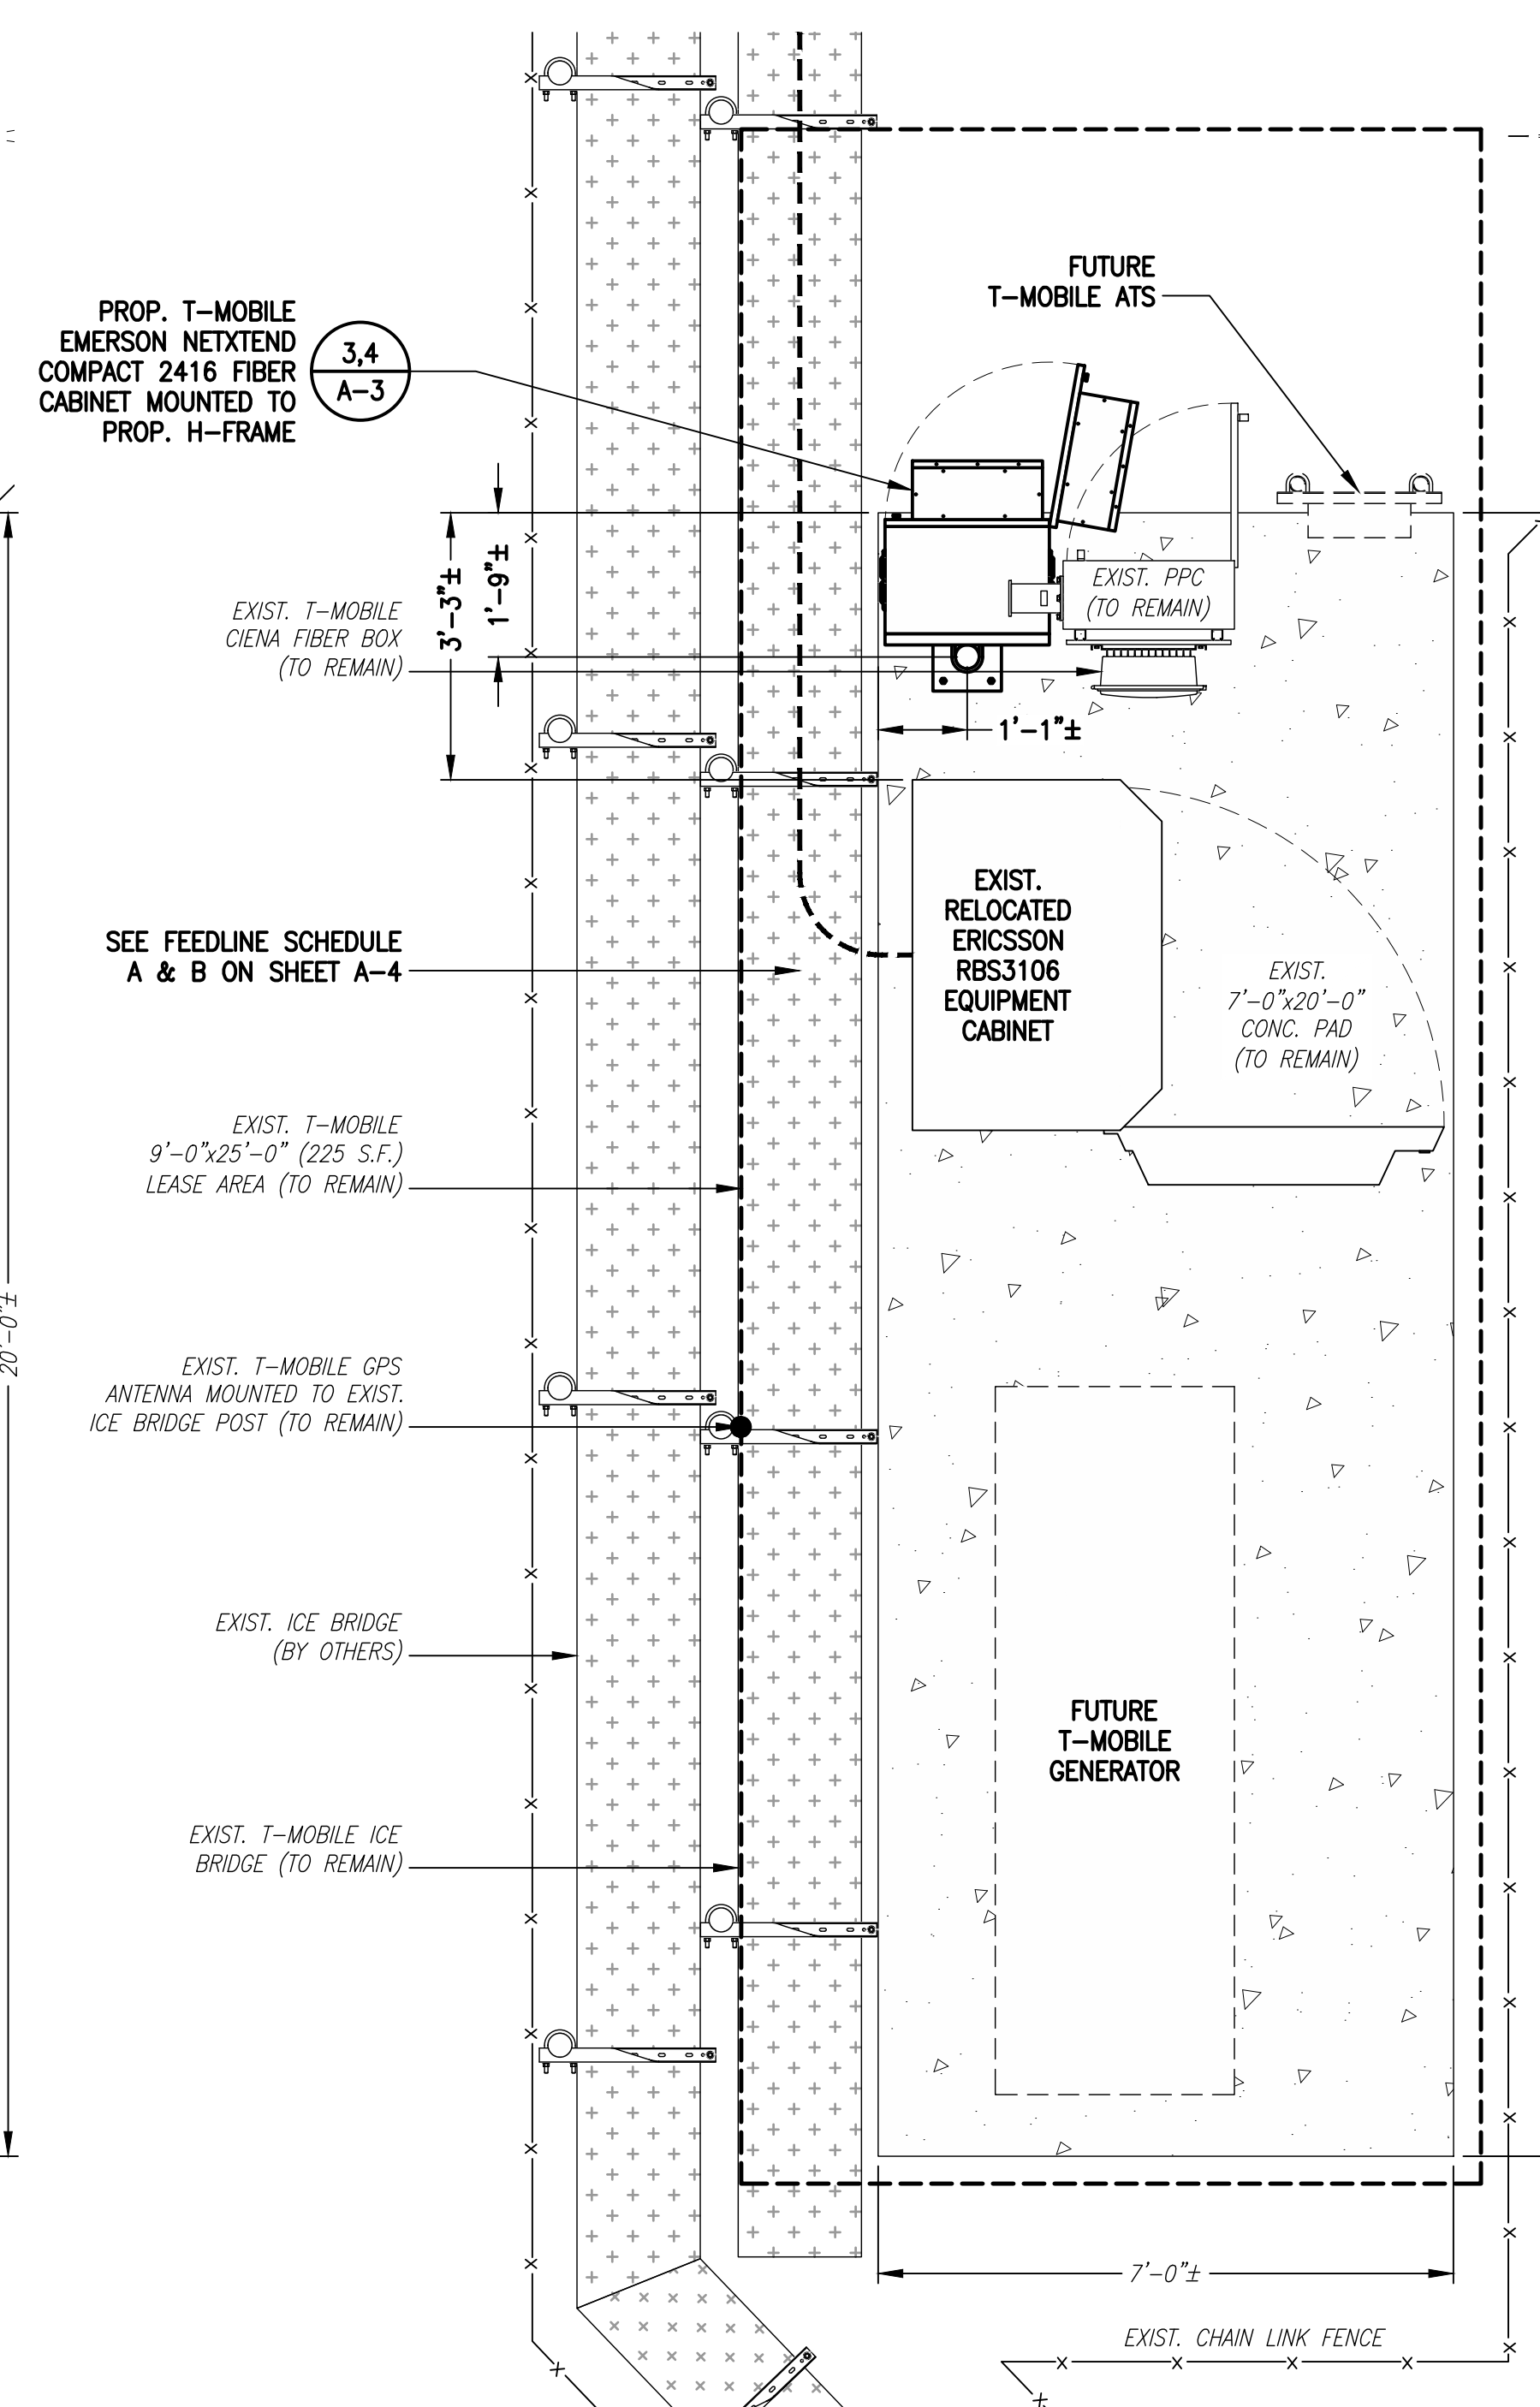 FUTURE
T-MOBILE ATS
PROP. T-MOBILE
EMERSON NETXTEND
COMPACT 2416 FIBER
CABINET MOUNTED TO
PROP. H-FRAME
3,4
A-3
3'-3"±
1'-9"±
EXIST. PPC
(TO REMAIN)
EXIST. T-MOBILE
CIENA FIBER BOX
(TO REMAIN)
1'-1"±
EXIST.
RELOCATED
ERICSSON
RBS3106
EQUIPMENT
CABINET
SEE FEEDLINE SCHEDULE
A & B ON SHEET A-4
EXIST.
7'-0"x20'-0"
CONC. PAD
(TO REMAIN)
EXIST. T-MOBILE
9'-0"x25'-0" (225 S.F.)
LEASE AREA (TO REMAIN)
20'-0"±
EXIST. T-MOBILE GPS
ANTENNA MOUNTED TO EXIST.
ICE BRIDGE POST (TO REMAIN)
EXIST. ICE BRIDGE
(BY OTHERS)
FUTURE
T-MOBILE
GENERATOR
EXIST. T-MOBILE ICE
BRIDGE (TO REMAIN)
7'-0"±
EXIST. CHAIN LINK FENCE